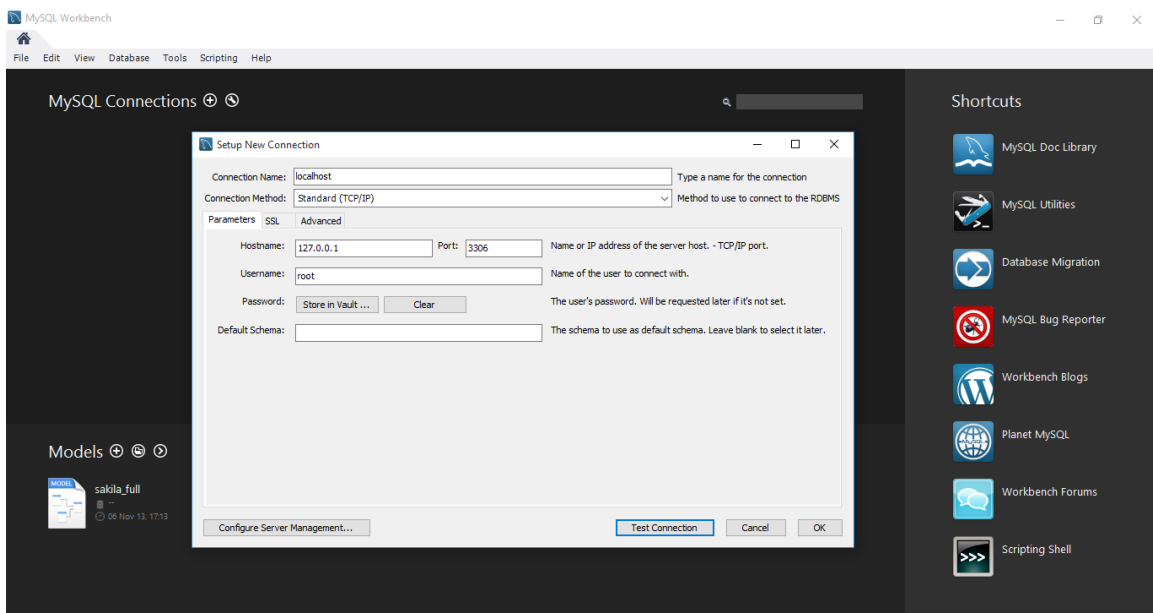 MySQL Workbench
File Edit View Database Tools Scripting Help
MySQL Connections
Setup New Connection
Connection Name: localhost Type a name for the connection
Connection Method: Standard (TCP/IP) Method to use to connect to the RDBMS
Parameters SSL Advanced
Hostname: 127.0.0.1 Port: 3306 Name or IP address of the server host. - TCP/IP port.
Username: root Name of the user to connect with.
Password: Store in Vault ... Clear The user's password. Will be requested later if it's not set.
Default Schema: The schema to use as default schema. Leave blank to select it later.
Configure Server Management... Test Connection Cancel OK
Models
MODEL
sakila_full
--
06 Nov 13, 17:13
Shortcuts
MySQL Doc Library
MySQL Utilities
Database Migration
MySQL Bug Reporter
Workbench Blogs
Planet MySQL
Workbench Forums
>>>
Scripting Shell